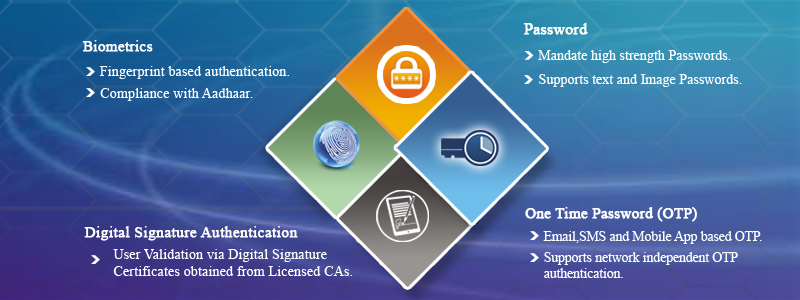 Biometrics
Fingerprint based authentication.
Compliance with Aadhaar.
Password
Mandate high strength Passwords.
Supports text and Image Passwords.
Digital Signature Authentication
User Validation via Digital Signature
Certificates obtained from Licensed CAs.
One Time Password (OTP)
Email,SMS and Mobile App based OTP.
Supports network independent OTP
authentication.